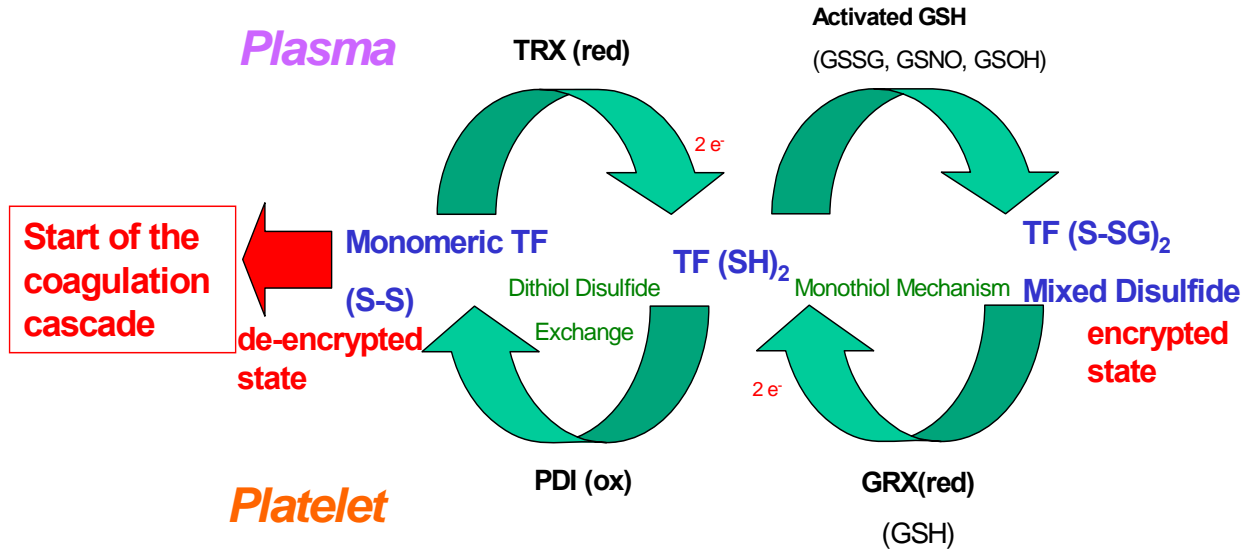 Plasma
TRX (red)
Activated GSH
(GSSG, GSNO, GSOH)
2 e-
Start of the
coagulation
cascade
Monomeric TF
(S-S)
de-encrypted
state
Dithiol Disulfide
Exchange
TF (SH)2
Monothiol Mechanism
TF (S-SG)2
Mixed Disulfide
encrypted
state
2 e-
PDI (ox)
GRX(red)
(GSH)
Platelet